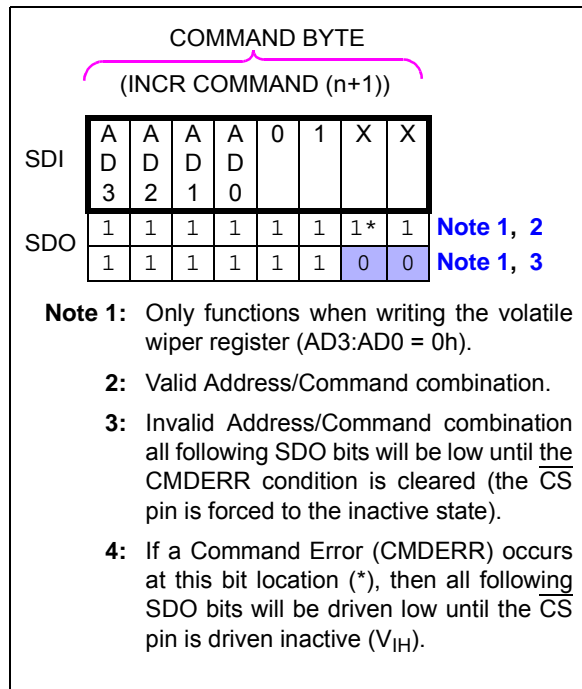 COMMAND BYTE
(INCR COMMAND (n+1))
SDI
A A A A 0 1 X X
D D D D
3 2 1 0
SDO
1 1 1 1 1 1 1* 1 Note 1, 2
1 1 1 1 1 1 0 0 Note 1, 3
Note 1: Only functions when writing the volatile
wiper register (AD3:AD0 = 0h).
2: Valid Address/Command combination.
3: Invalid Address/Command combination
all following SDO bits will be low until the
CMDERR condition is cleared (the CS
pin is forced to the inactive state).
4: If a Command Error (CMDERR) occurs
at this bit location (*), then all following
SDO bits will be driven low until the CS
pin is driven inactive (VIH).